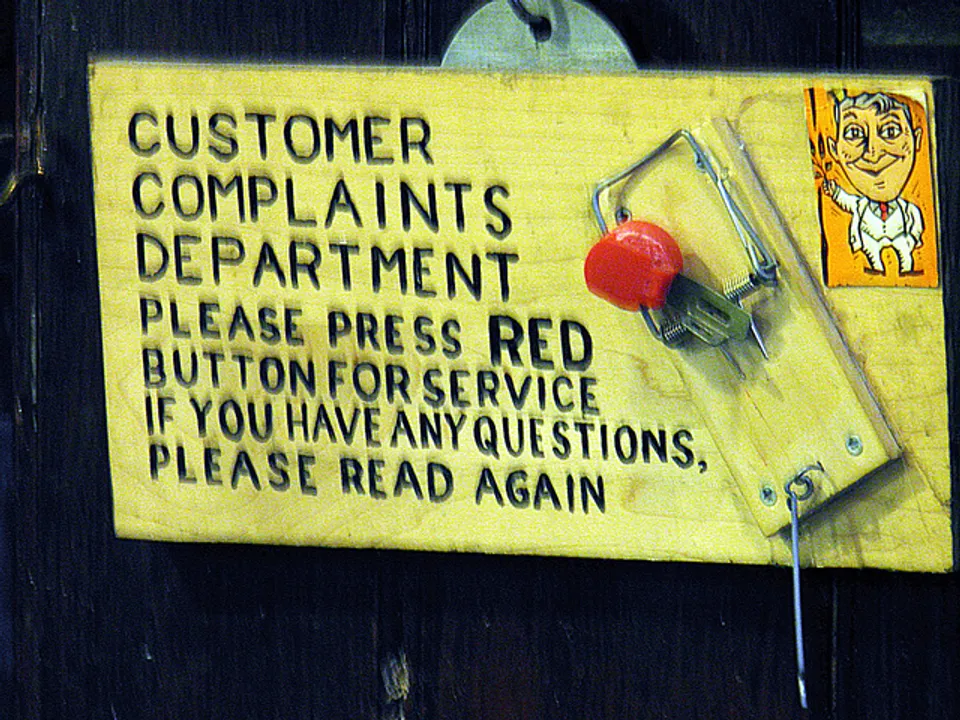 CUSTOMER
COMPLAINTS
DEPARTMENT
PLEASE PRESS RED
BUTTON FOR SERVICE
IF YOU HAVE ANY QUESTIONS,
PLEASE READ AGAIN